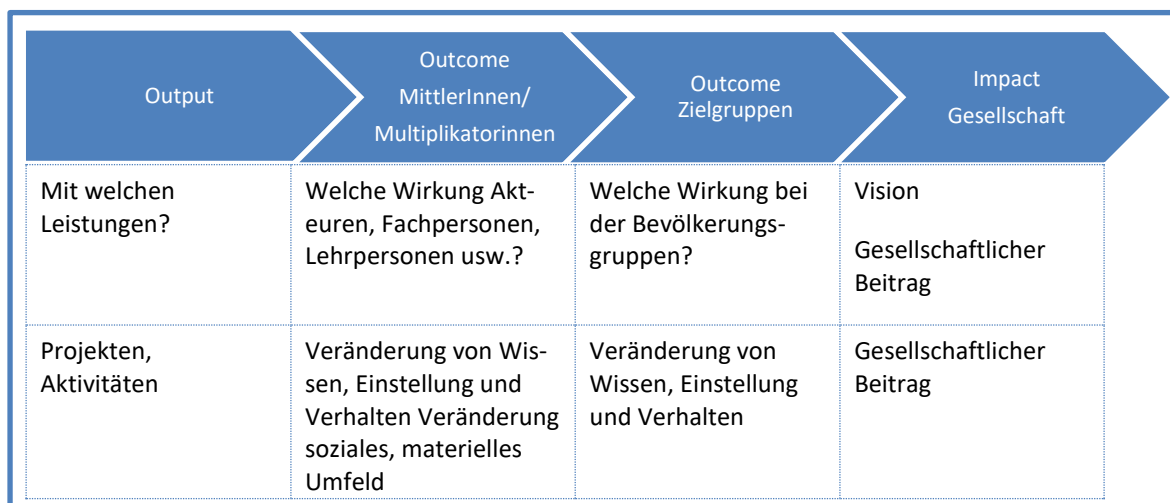 Output
Outcome
MittlerInnen/
Multiplikatorinnen
Outcome
Zielgruppen
Impact
Gesellschaft
Mit welchen
Leistungen?
Welche Wirkung Akt-
euren, Fachpersonen,
Lehrpersonen usw.?
Welche Wirkung bei
der Bevölkerungs-
gruppen?
Vision
Gesellschaftlicher
Beitrag
Projekten,
Aktivitäten
Veränderung von Wis-
sen, Einstellung und
Verhalten Veränderung
soziales, materielles
Umfeld
Veränderung von
Wissen, Einstellung
und Verhalten
Gesellschaftlicher
Beitrag